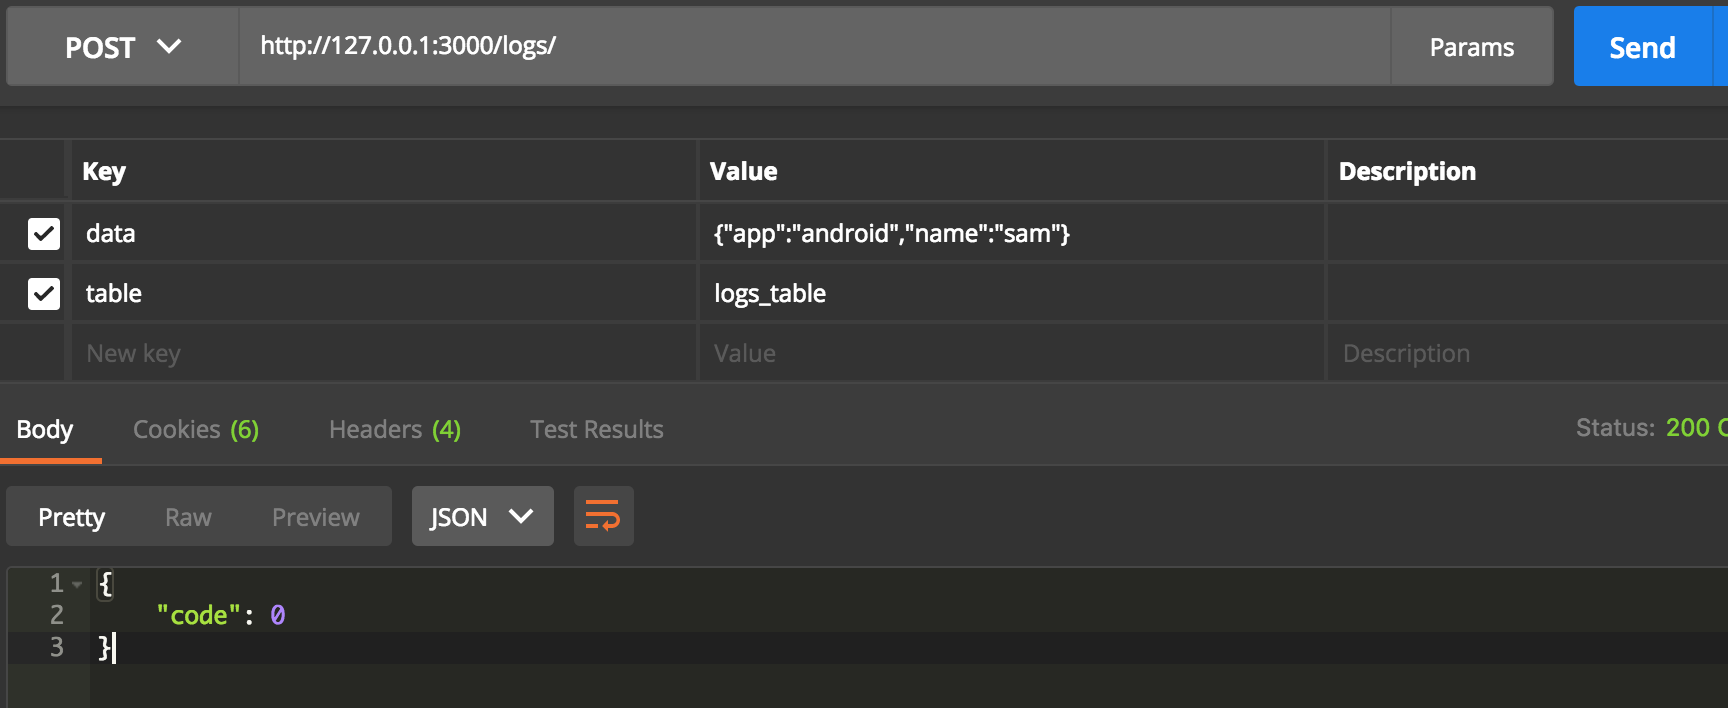 POST http://127.0.0.1:3000/logs/ Params Send
Key Value Description
data {"app":"android","name":"sam"}
table logs_table
New key Value Description
Body Cookies (6) Headers (4) Test Results Status: 200
Pretty Raw Preview JSON
1 {
2 "code": 0
3 }